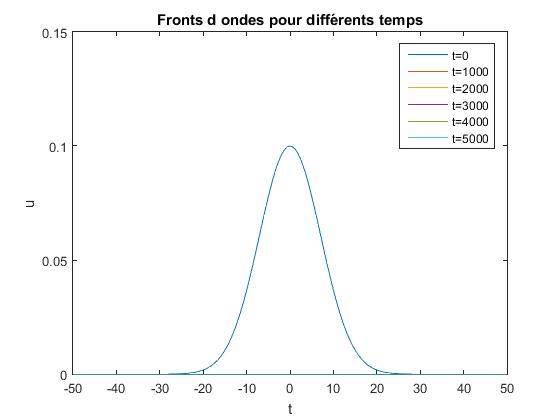 Fronts d ondes pour différents temps
0.15
t=0
t=1000
t=2000
t=3000
t=4000
t=5000
0.1
u
0.05
0
-50 -40 -30 -20 -10 0 10 20 30 40 50
t